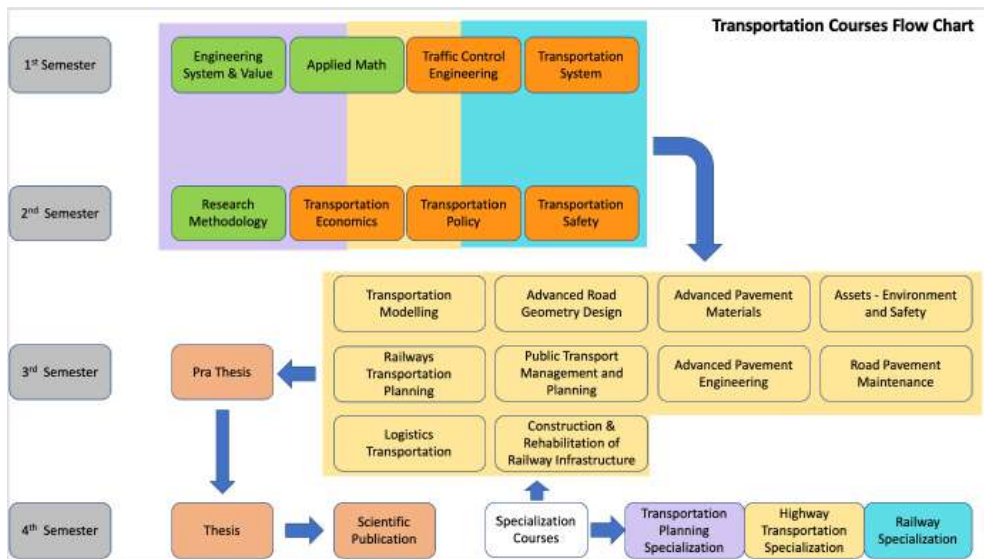 Transportation Courses Flow Chart
1st Semester
Engineering
System & Value
Applied Math
Traffic Control
Engineering
Transportation
System
2nd Semester
Research
Methodology
Transportation
Economics
Transportation
Policy
Transportation
Safety
Transportation
Modelling
Advanced Road
Geometry Design
Advanced Pavement
Materials
Assets - Environment
and Safety
3rd Semester
Pra Thesis
Railways
Transportation
Planning
Public Transport
Management and
Planning
Advanced Pavement
Engineering
Road Pavement
Maintenance
Logistics
Transportation
Construction &
Rehabilitation of
Railway Infrastructure
4th Semester
Thesis
Scientific
Publication
Specialization
Courses
Transportation
Planning
Specialization
Highway
Transportation
Specialization
Railway
Specialization